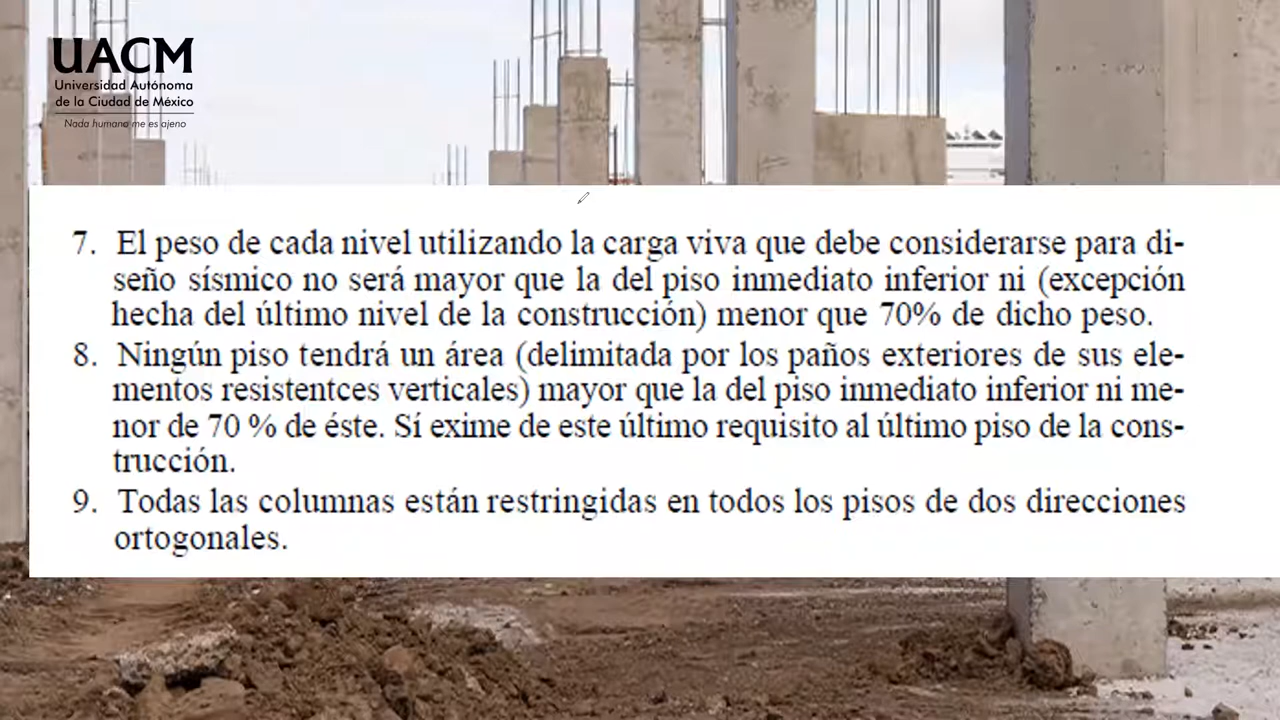 UACM
Universidad Autónoma
de la Ciudad de México
Nada humano me es ajeno
7. El peso de cada nivel utilizando la carga viva que debe considerarse para di-
seño sísmico no será mayor que la del piso inmediato inferior ni (excepción
hecha del último nivel de la construcción) menor que 70% de dicho peso.
8. Ningún piso tendrá un área (delimitada por los paños exteriores de sus ele-
mentos resistentces verticales) mayor que la del piso inmediato inferior ni me-
nor de 70 % de éste. Sí exime de este último requisito al último piso de la cons-
trucción.
9. Todas las columnas están restringidas en todos los pisos de dos direcciones
ortogonales.